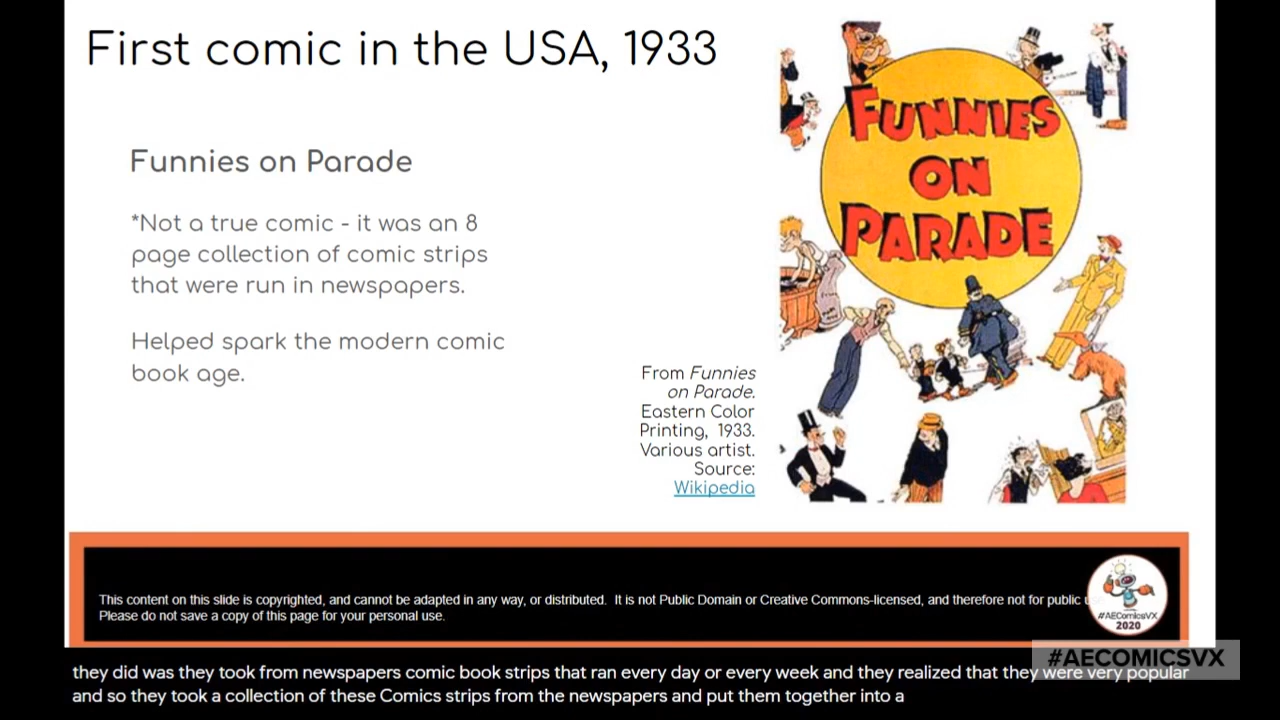 First comic in the USA, 1933
Funnies on Parade
*Not a true comic - it was an 8
page collection of comic strips
that were run in newspapers.
Helped spark the modern comic
book age.
From Funnies
on Parade.
Eastern Color
Printing, 1933.
Various artist.
Source:
Wikipedia
FUNNIES
ON
PARADE
This content on this slide is copyrighted, and cannot be adapted in any way, or distributed. It is not Public Domain or Creative Commons-licensed, and therefore not for public
Please do not save a copy of this page for your personal use.
#AEComicsVX
2020
#AECOMICSVX
they did was they took from newspapers comic book strips that ran every day or every week and they realized that they were very popular
and so they took a collection of these Comics strips from the newspapers and put them together into a